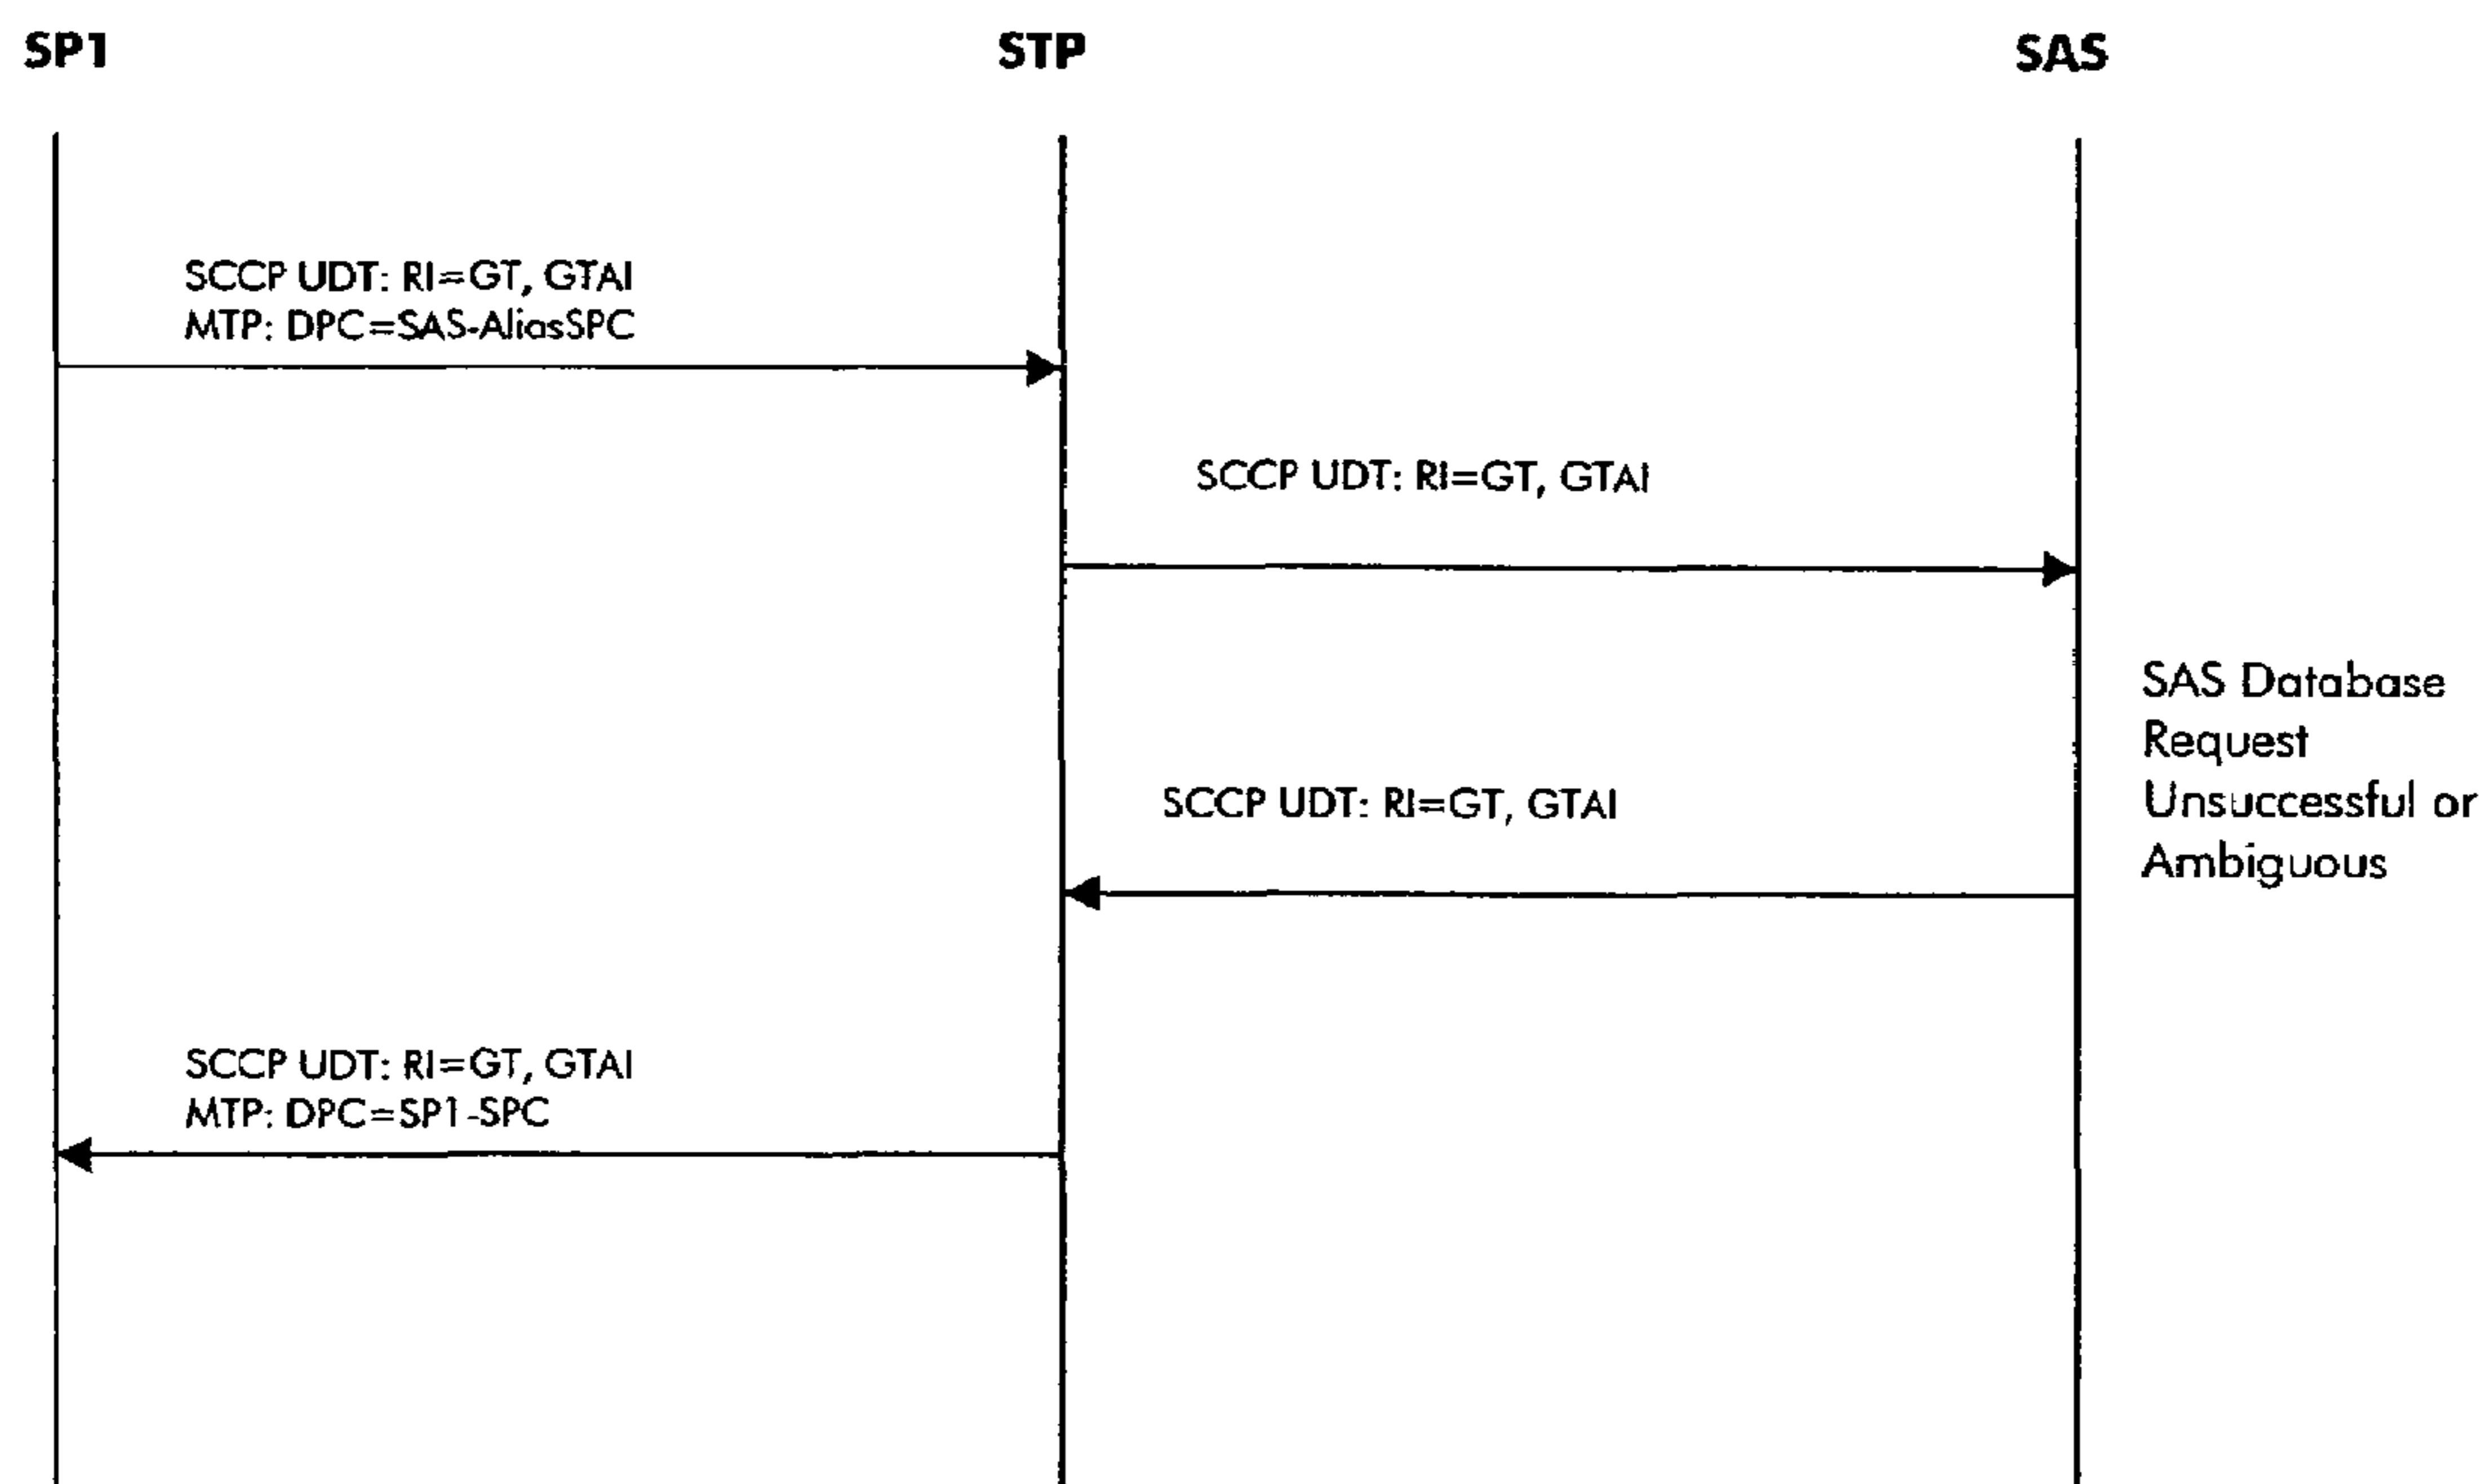 SP1
STP
SAS
SCCP UDT: RI=GT, GTAI
MTP: DPC=SAS-AliasSPC
SCCP UDT: RI=GT, GTAI
SAS Database
Request
Unsuccessful or
Ambiguous
SCCP UDT: RI=GT, GTAI
SCCP UDT: RI=GT, GTAI
MTP: DPC=SP1-SPC